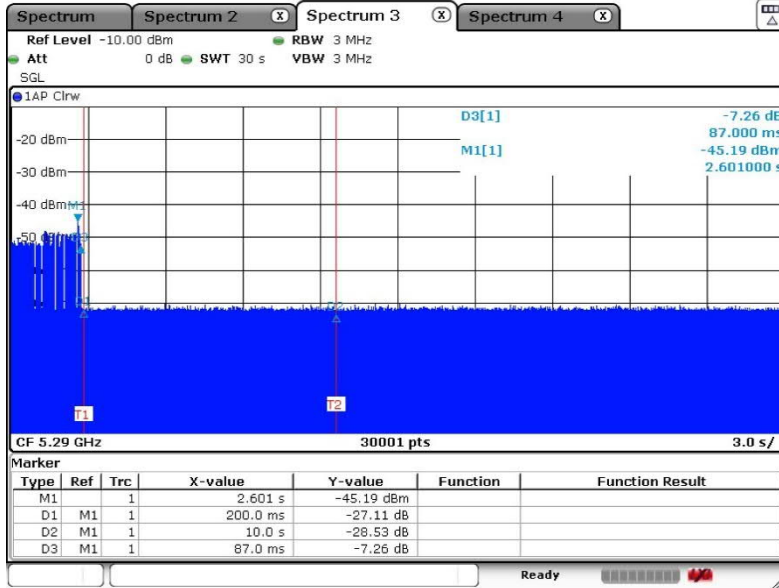 Spectrum Spectrum 2 X Spectrum 3 X Spectrum 4 X
Ref Level -10.00 dBm RBW 3 MHz
Att 0 dB SWT 30 s VBW 3 MHz
SGL
1AP Clrw
D3[1] -7.26 dB
87.000 ms
M1[1] -45.19 dBm
2.601000 s
-20 dBm
-30 dBm
-40 dBm M1
D2
T1
T2
CF 5.29 GHz 30001 pts 3.0 s/
Marker
Type Ref Trc X-value Y-value Function Function Result
M1 1 2.601 s -45.19 dBm
D1 M1 1 200.0 ms -27.11 dB
D2 M1 1 10.0 s -28.53 dB
D3 M1 1 87.0 ms -7.26 dB
Ready